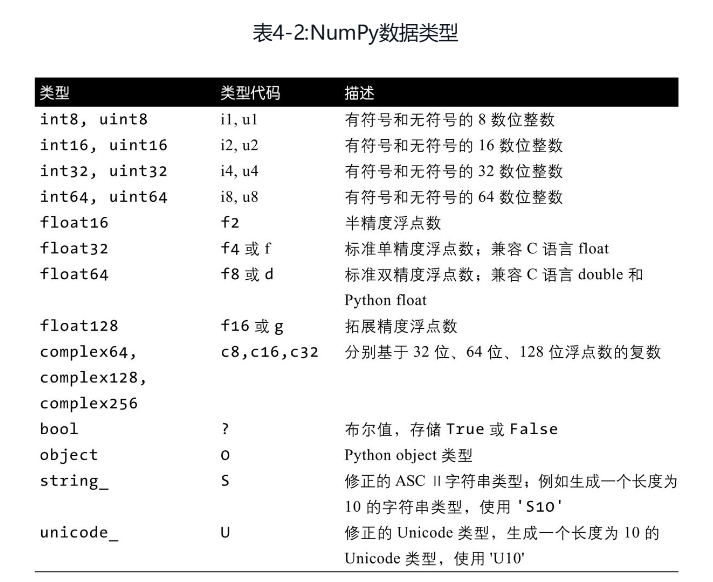 表4-2:NumPy数据类型
类型 类型代码 描述
int8, uint8 i1, u1 有符号和无符号的 8 数位整数
int16, uint16 i2, u2 有符号和无符号的 16 数位整数
int32, uint32 i4, u4 有符号和无符号的 32 数位整数
int64, uint64 i8, u8 有符号和无符号的 64 数位整数
float16 f2 半精度浮点数
float32 f4 或 f 标准单精度浮点数；兼容 C 语言 float
float64 f8 或 d 标准双精度浮点数；兼容 C 语言 double 和
Python float
float128 f16 或 g 拓展精度浮点数
complex64, c8,c16,c32 分别基于 32 位、64 位、128 位浮点数的复数
complex128,
complex256
bool ? 布尔值，存储 True 或 False
object O Python object 类型
string_ S 修正的 ASC Ⅱ字符串类型；例如生成一个长度为
10 的字符串类型，使用 'S10'
unicode_ U 修正的 Unicode 类型，生成一个长度为 10 的
Unicode 类型，使用 'U10'